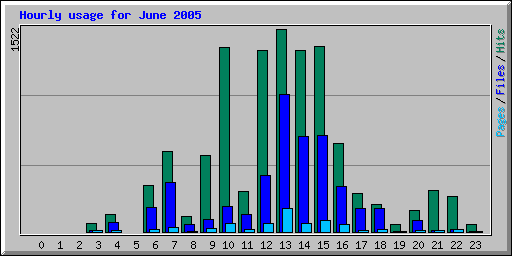 Hourly usage for June 2005
1522
Pages / Files / Hits
0 1 2 3 4 5 6 7 8 9 10 11 12 13 14 15 16 17 18 19 20 21 22 23